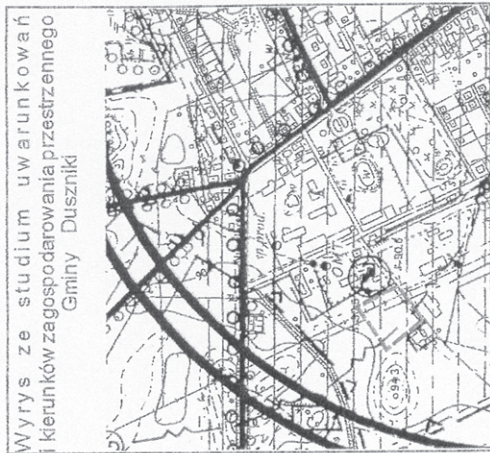 Wyrys ze studium uwarunkowań
i kierunków zagospodarowania przestrzennego
Gminy Duszniki